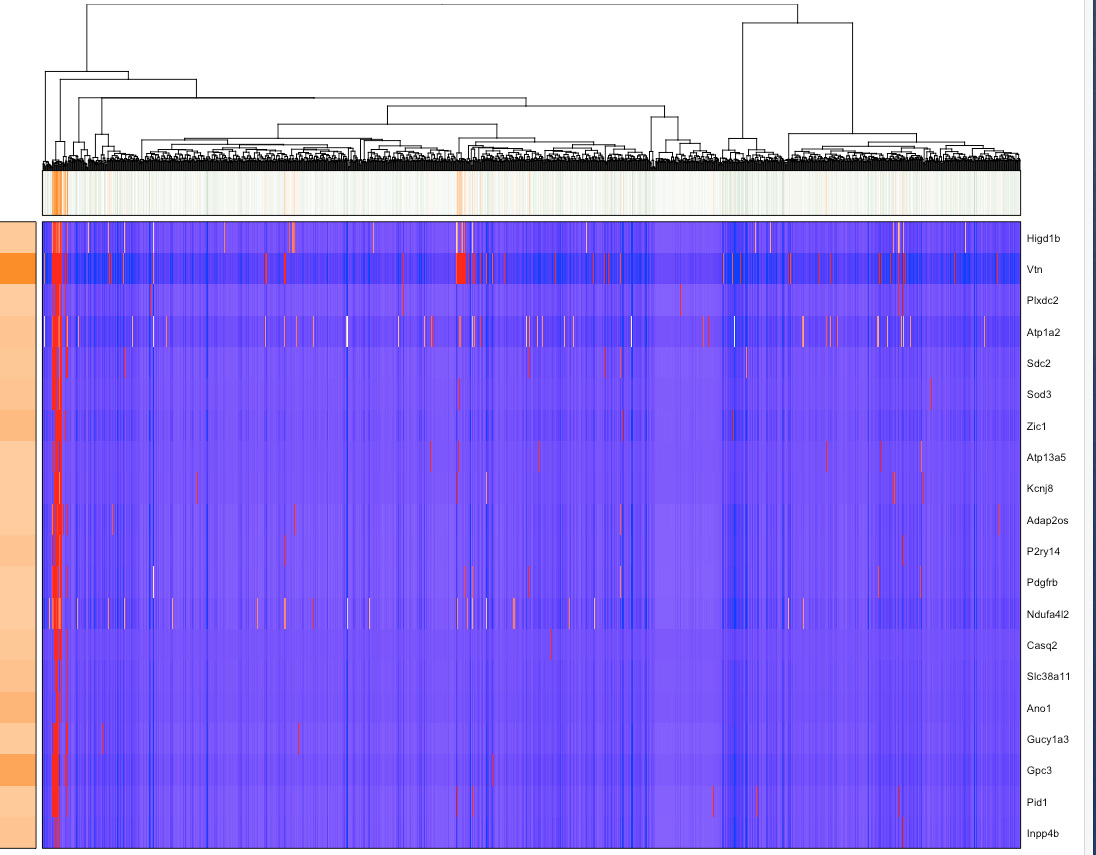 Higd1b
Vtn
Plxdc2
Atp1a2
Sdc2
Sod3
Zic1
Atp13a5
Kcnj8
Adap2os
P2ry14
Pdgfrb
Ndufa4l2
Casq2
Slc38a11
Ano1
Gucy1a3
Gpc3
Pid1
Inpp4b